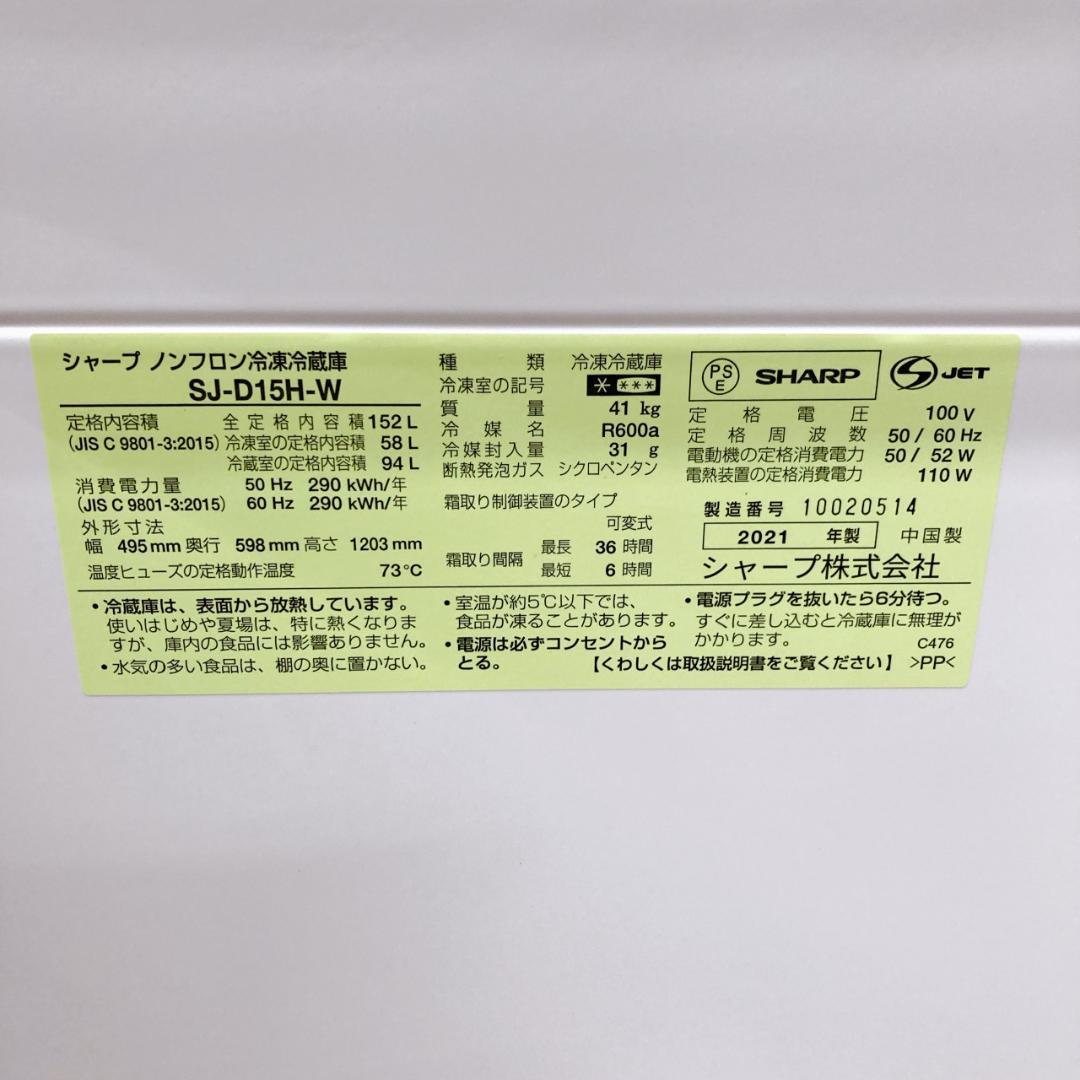 シャープ ノンフロン冷凍冷蔵庫
SJ-D15H-W
定格内容積 全定格内容積 152 L
(JIS C 9801-3:2015) 冷凍室の定格内容積 58 L
冷蔵室の定格内容積 94 L
消費電力量 50 Hz 290 kWh/年
(JIS C 9801-3:2015) 60 Hz 290 kWh/年
外形寸法
幅 495 mm 奥行 598 mm 高さ 1203 mm
温度ヒューズの定格動作温度 73℃
種類 冷凍冷蔵庫
冷凍室の記号 * ***
質量 41 kg
冷媒名 R600a
冷媒封入量 31 g
断熱発泡ガス シクロペンタン
霜取り制御装置のタイプ
可変式
霜取り間隔 最長 36 時間
最短 6 時間
PSE SHARP S JET
定格電圧 100 V
定格周波数 50 / 60 Hz
電動機の定格消費電力 50 / 52 W
電熱装置の定格消費電力 110 W
製造番号 10020514
2021 年製 中国製
シャープ株式会社
・冷蔵庫は、表面から放熱しています。
使いはじめや夏場は、特に熱くなりま
すが、庫内の食品には影響ありません。
・水気の多い食品は、棚の奥に置かない。
・室温が約5℃以下では、
食品が凍ることがあります。
・電源は必ずコンセントから
とる。
・電源プラグを抜いたら6分待つ。
すぐに差し込むと冷蔵庫に無理が
かかります。 C476
【くわしくは取扱説明書をご覧ください】 >PP<